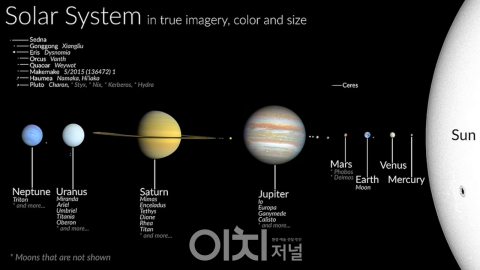 Solar System in true imagery, color and size
Sedna
Gonggong Xiangliu
Eris Dysnomia
Orcus Vanth
Quaoar Weywot
Makemake S/2015 (136472) 1
Haumea Namaka, Hi'iaka
Pluto Charon, * Styx, * Nix, * Kerberos, * Hydra
Ceres
Sun
Neptune
Triton
* and more...
Uranus
Miranda
Ariel
Umbriel
Titania
Oberon
* and more...
Saturn
Mimas
Enceladus
Tethys
Dione
Rhea
Titan
* and more...
Jupiter
Io
Europa
Ganymede
Callisto
* and more...
Mars
* Phobos
* Deimos
Earth
Moon
Venus
Mercury
* Moons that are not shown
이치
저널